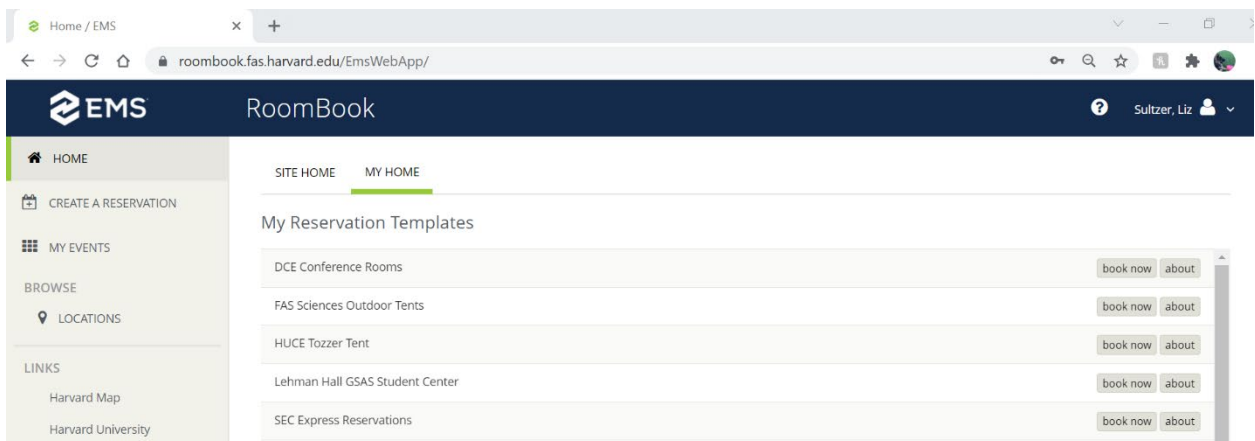 Home / EMS
roombook.fas.harvard.edu/EmsWebApp/
EMS RoomBook ? Sultzer, Liz
HOME
CREATE A RESERVATION
MY EVENTS
BROWSE
LOCATIONS
LINKS
Harvard Map
Harvard University
SITE HOME MY HOME
My Reservation Templates
DCE Conference Rooms book now about
FAS Sciences Outdoor Tents book now about
HUCE Tozzer Tent book now about
Lehman Hall GSAS Student Center book now about
SEC Express Reservations book now about